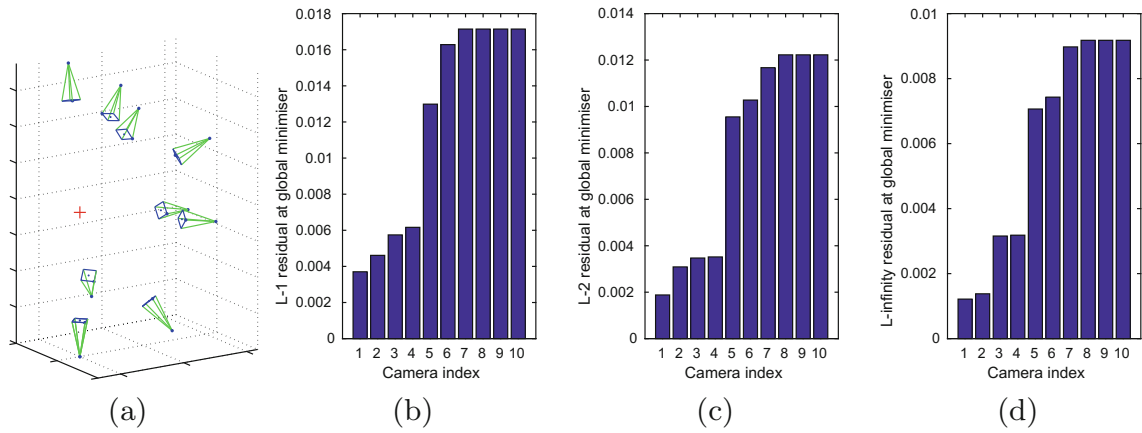 L-1 residual at global minimiser
0.018
0.016
0.014
0.012
0.01
0.008
0.006
0.004
0.002
0
1 2 3 4 5 6 7 8 9 10
Camera index
L-2 residual at global minimiser
0.014
0.012
0.01
0.008
0.006
0.004
0.002
0
1 2 3 4 5 6 7 8 9 10
Camera index
L-infinity residual at global minimiser
0.01
0.008
0.006
0.004
0.002
0
1 2 3 4 5 6 7 8 9 10
Camera index
(a) (b) (c) (d)